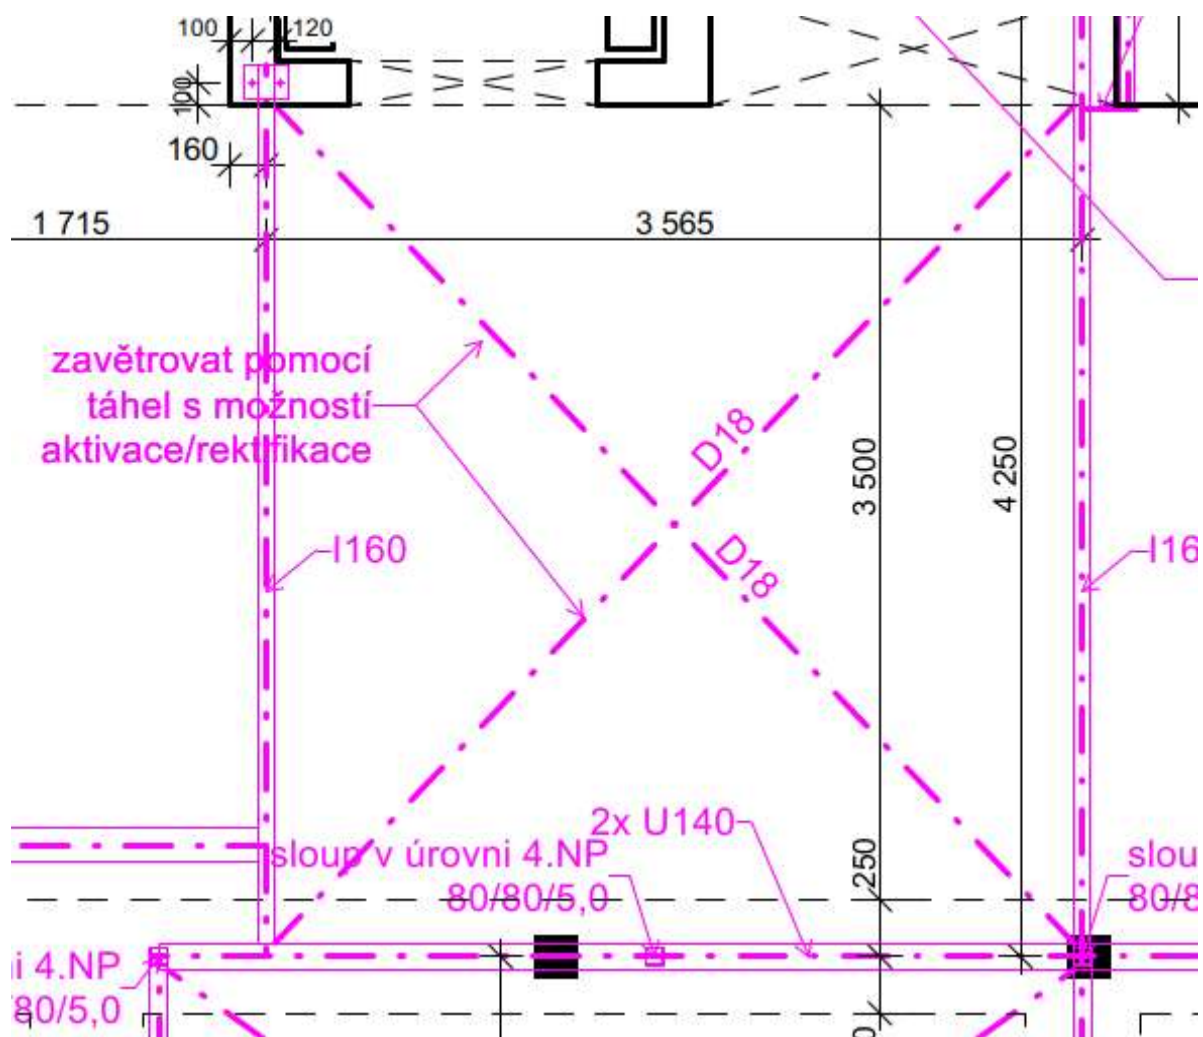 100
120
100
160
1 715
3 565
zavětrovat pomocí
táhel s možností
aktivace/rektifikace
D18
3 500
4 250
D18
I160
I16
2x U140
sloup v úrovni 4.NP
80/80/5,0
250
slou
80/8
i 4.NP
80/5,0